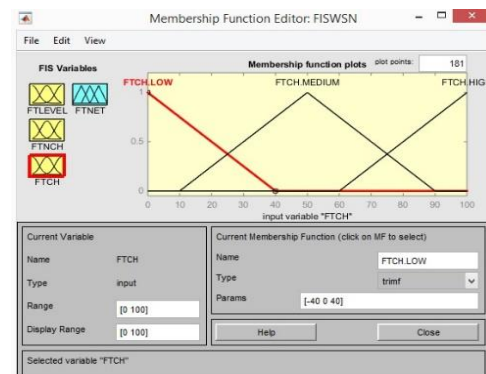 Membership Function Editor: FISWSN
File Edit View
FIS Variables
Membership function plots plot points: 181
FTLEVEL FTNET
FTNCH
FTCH
FTCH.LOW FTCH.MEDIUM FTCH.HIG
1
0.5
0
0 10 20 30 40 50 60 70 80 90 100
input variable "FTCH"
Current Variable
Name FTCH
Type input
Range [0 100]
Display Range [0 100]
Current Membership Function (click on MF to select)
Name FTCH.LOW
Type trimf
Params [-40 0 40]
Help Close
Selected variable "FTCH"